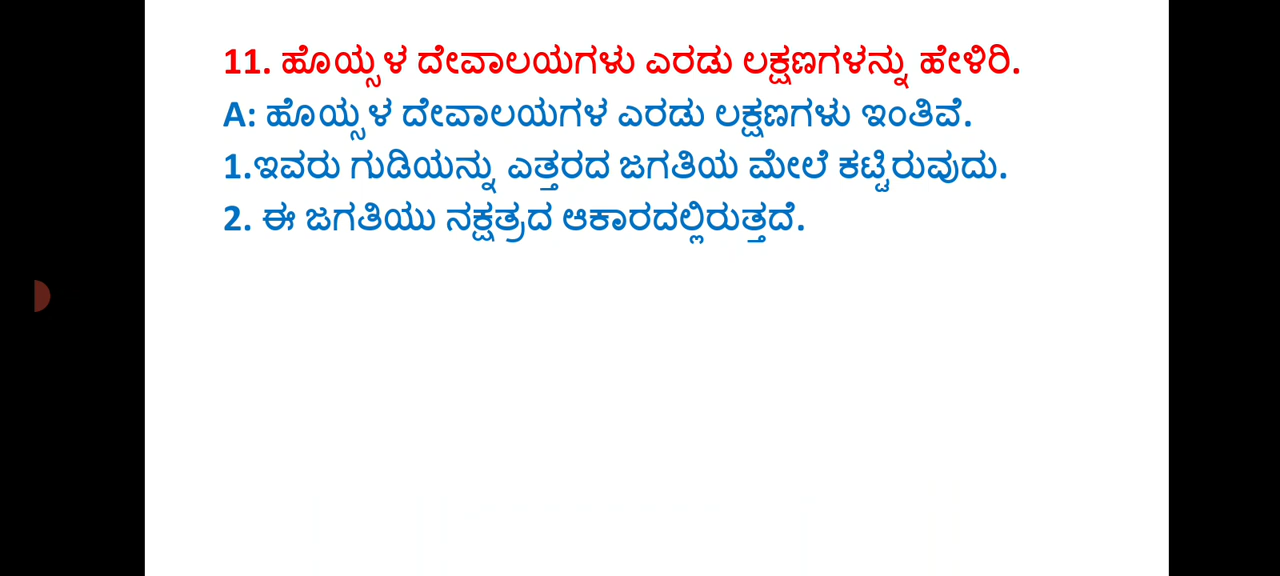 11. ಹೊಯ್ಸಳ ದೇವಾಲಯಗಳು ಎರಡು ಲಕ್ಷಣಗಳನ್ನು ಹೇಳಿರಿ.
A: ಹೊಯ್ಸಳ ದೇವಾಲಯಗಳ ಎರಡು ಲಕ್ಷಣಗಳು ಇಂತಿವೆ.
1.ಇವರು ಗುಡಿಯನ್ನು ಎತ್ತರದ ಜಗತಿಯ ಮೇಲೆ ಕಟ್ಟಿರುವುದು.
2. ಈ ಜಗತಿಯು ನಕ್ಷತ್ರದ ಆಕಾರದಲ್ಲಿರುತ್ತದೆ.